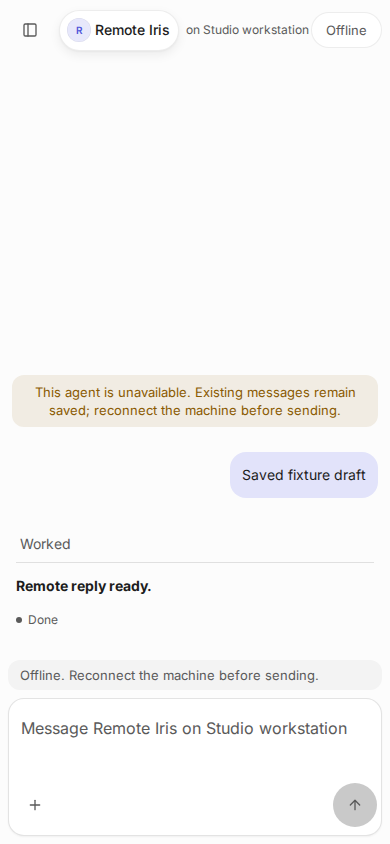 R Remote Iris on Studio workstation Offline
This agent is unavailable. Existing messages remain
saved; reconnect the machine before sending.
Saved fixture draft
Worked
Remote reply ready.
Done
Offline. Reconnect the machine before sending.
Message Remote Iris on Studio workstation